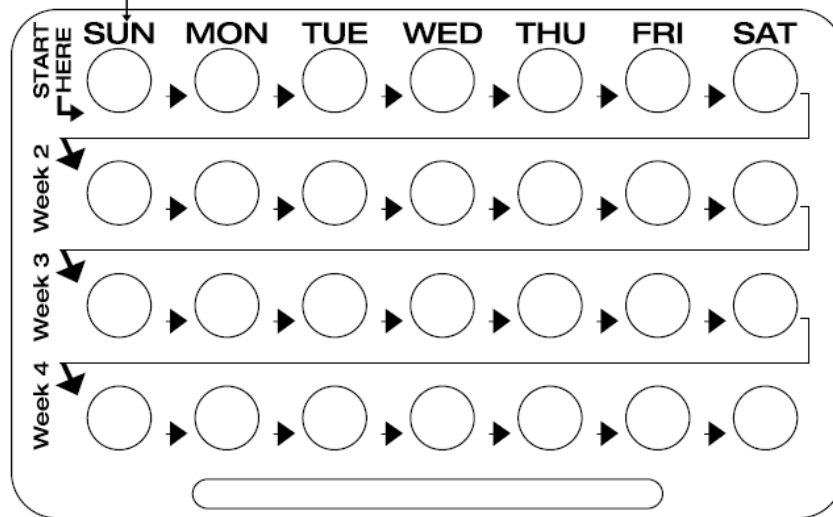 START
HERE
SUN MON TUE WED THU FRI SAT
Week 2
Week 3
Week 4